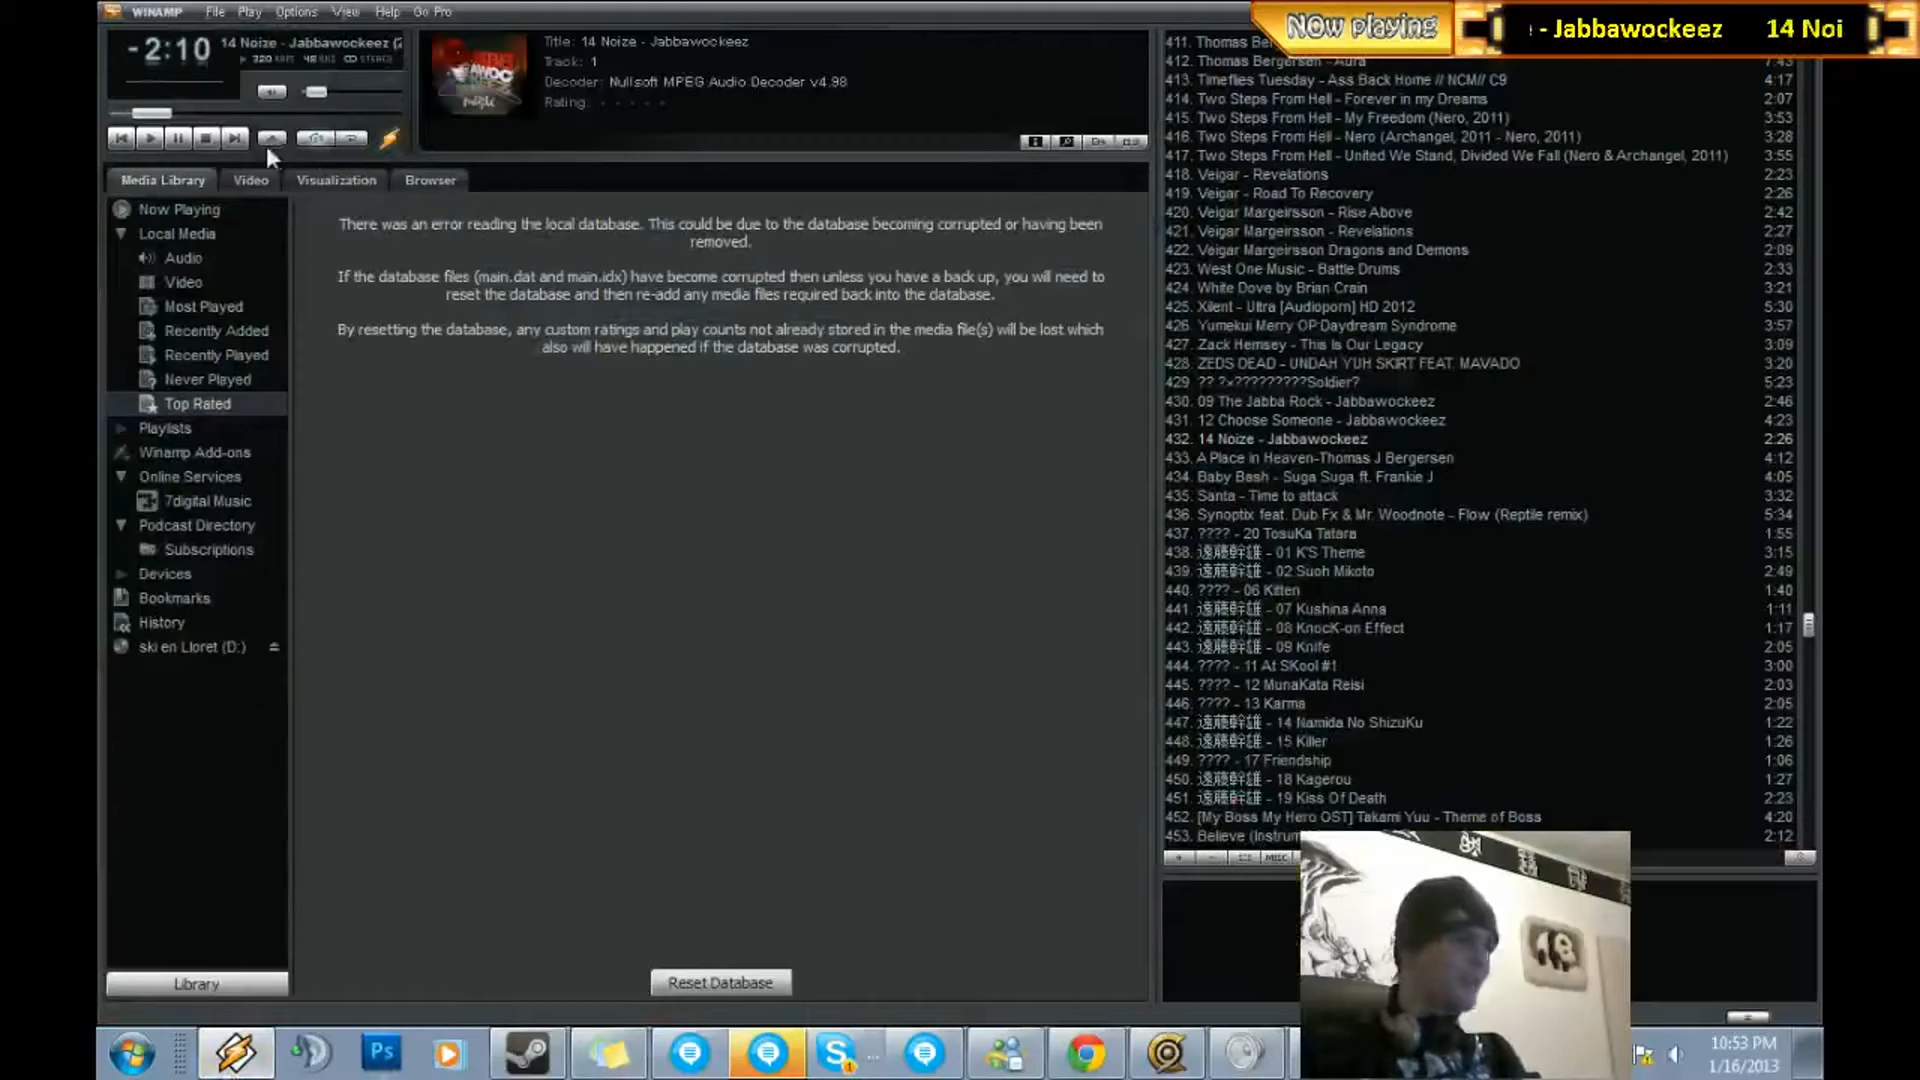 WINAMP File Play Options View Help Go Pro
NOw playing
- Jabbawockeez 14 Noi
-2:10
14 Noize - Jabbawockeez (2
320 KBPS 48 KHZ STEREO
Title: 14 Noize - Jabbawockeez
Track: 1
Decoder: Nullsoft MPEG Audio Decoder v4.98
Rating:
Media Library Video Visualization Browser
Now Playing
Local Media
Audio
Video
Most Played
Recently Added
Recently Played
Never Played
Top Rated
Playlists
Winamp Add-ons
Online Services
7digital Music
Podcast Directory
Subscriptions
Devices
Bookmarks
History
ski en Lloret (D:)
Library
There was an error reading the local database. This could be due to the database becoming corrupted or having been
removed.
If the database files (main.dat and main.idx) have become corrupted then unless you have a back up, you will need to
reset the database and then re-add any media files required back into the database.
By resetting the database, any custom ratings and play counts not already stored in the media file(s) will be lost which
also will have happened if the database was corrupted.
Reset Database
411. Thomas Be
412. Thomas Bergersen - Aura 7:43
413. Timeflies Tuesday - Ass Back Home // NCM// C9 4:17
414. Two Steps From Hell - Forever in my Dreams 2:07
415. Two Steps From Hell - My Freedom (Nero, 2011) 3:53
416. Two Steps From Hell - Nero (Archangel, 2011 - Nero, 2011) 3:28
417. Two Steps From Hell - United We Stand, Divided We Fall (Nero & Archangel, 2011) 3:55
418. Veigar - Revelations 2:23
419. Veigar - Road To Recovery 2:26
420. Veigar Margeirsson - Rise Above 2:42
421. Veigar Margeirsson - Revelations 2:27
422. Veigar Margeirsson Dragons and Demons 2:09
423. West One Music - Battle Drums 2:33
424. White Dove by Brian Crain 3:21
425. Xilent - Ultra [Audioporn] HD 2012 5:30
426. Yumekui Merry OP Daydream Syndrome 3:57
427. Zack Hemsey - This Is Our Legacy 3:09
428. ZEDS DEAD - UNDAH YUH SKIRT FEAT. MAVADO 3:20
429. ?? ?×?????????Soldier? 5:23
430. 09 The Jabba Rock - Jabbawockeez 2:46
431. 12 Choose Someone - Jabbawockeez 4:23
432. 14 Noize - Jabbawockeez 2:26
433. A Place in Heaven-Thomas J Bergersen 4:12
434. Baby Bash - Suga Suga ft. Frankie J 4:05
435. Santa - Time to attack 3:32
436. Synoptix feat. Dub Fx & Mr. Woodnote - Flow (Reptile remix) 5:34
437. ???? - 20 TosuKa Tatara 1:55
438. 遠藤幹雄 - 01 K'S Theme 3:15
439. 遠藤幹雄 - 02 Suoh Mikoto 2:49
440. ???? - 06 Kitten 1:40
441. 遠藤幹雄 - 07 Kushina Anna 1:11
442. 遠藤幹雄 - 08 KnocK-on Effect 1:17
443. 遠藤幹雄 - 09 Knife 2:05
444. ???? - 11 At SKool #1 3:00
445. ???? - 12 MunaKata Reisi 2:03
446. ???? - 13 Karma 2:05
447. 遠藤幹雄 - 14 Namida No ShizuKu 1:22
448. 遠藤幹雄 - 15 Killer 1:26
449. ???? - 17 Friendship 1:06
450. 遠藤幹雄 - 18 Kagerou 1:27
451. 遠藤幹雄 - 19 Kiss Of Death 2:23
452. [My Boss My Hero OST] Takami Yuu - Theme of Boss 4:20
453. Believe (Instrum 2:12
MISC
Ps
10:53 PM
1/16/2013